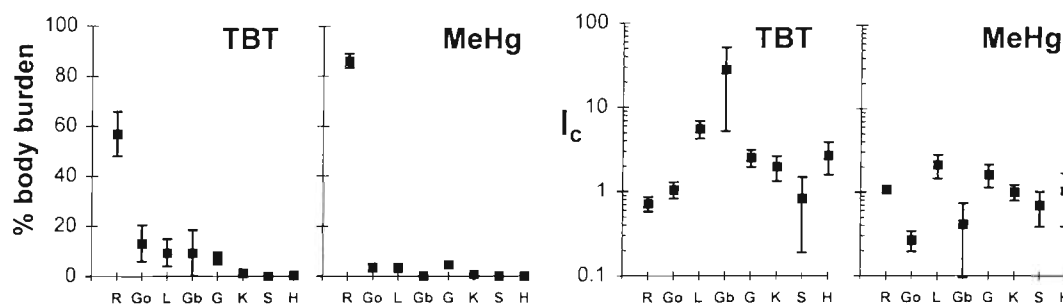 % body burden
100
80
60
40
20
0
TBT
R Go L Gb G K S H
MeHg
R Go L Gb G K S H
Ic
100
10
1
0.1
TBT
R Go L Gb G K S H
MeHg
R Go L Gb G K S